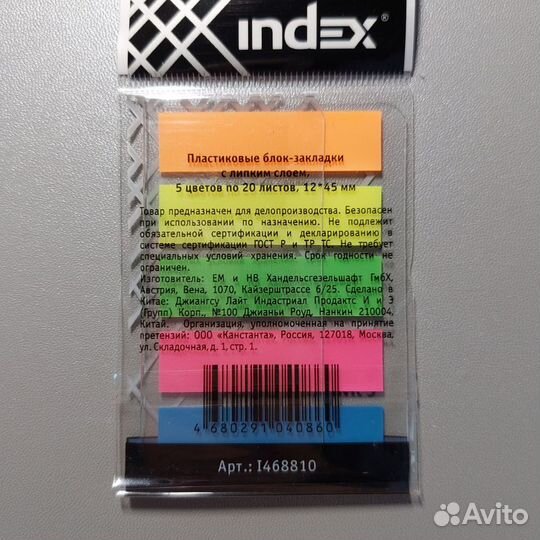 index®
Пластиковые блок-закладки
с липким слоем,
5 цветов по 20 листов, 12*45 мм
Товар предназначен для делопроизводства. Безопасен
при использовании по назначению. Не подлежит
обязательной сертификации и декларированию в
системе сертификации ГОСТ Р и ТР ТС. Не требует
специальных условий хранения. Срок годности не
ограничен.
Изготовитель: ЕМ и НВ Хандельсгезельшафт ГмбХ,
Австрия, Вена, 1070, Кайзерштрассе 6/25. Сделано в
Китае: Джиангсу Лайт Индастриал Продактс И и Э
(Групп) Корп., №100 Джианьи Роуд, Нанкин 210004,
Китай. Организация, уполномоченная на принятие
претензий: ООО «Канстанта», Россия, 127018, Москва,
ул. Складочная, д. 1, стр. 1.
4 680291 040860
Арт.: I468810
Avito